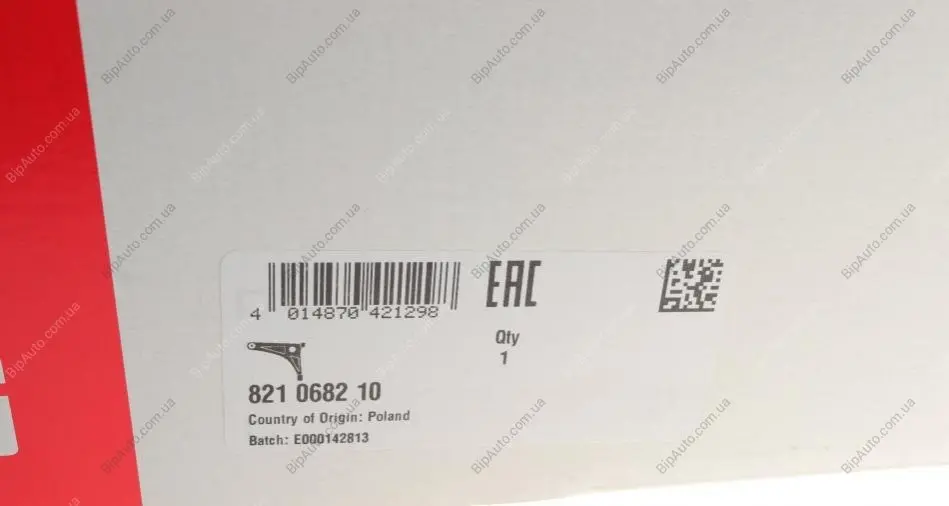 BipAuto.com.ua
EAC
4 014870 421298
Qty
1
821 0682 10
Country of Origin: Poland
Batch: E000142813